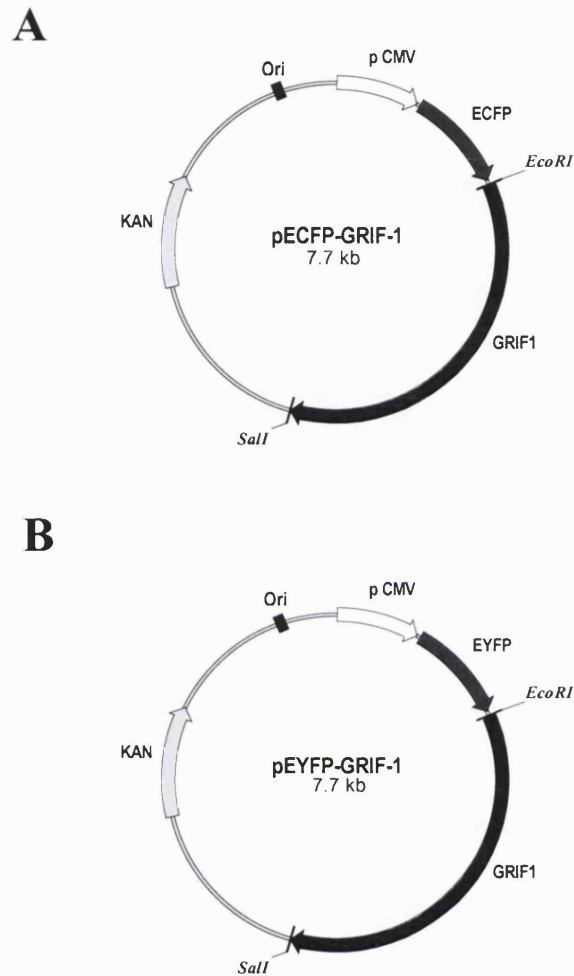 A
p CMV
Ori
ECFP
EcoRI
KAN
pECFP-GRIF-1
7.7 kb
GRIF1
SalI
B
p CMV
Ori
EYFP
EcoRI
KAN
pEYFP-GRIF-1
7.7 kb
GRIF1
SalI